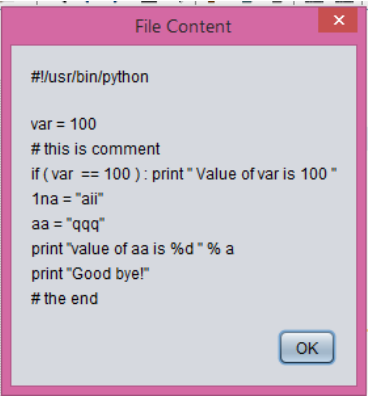 File Content
#!/usr/bin/python
var = 100
# this is comment
if ( var == 100 ) : print " Value of var is 100 "
1na = "aii"
aa = "qqq"
print "value of aa is %d " % a
print "Good bye!"
# the end
OK